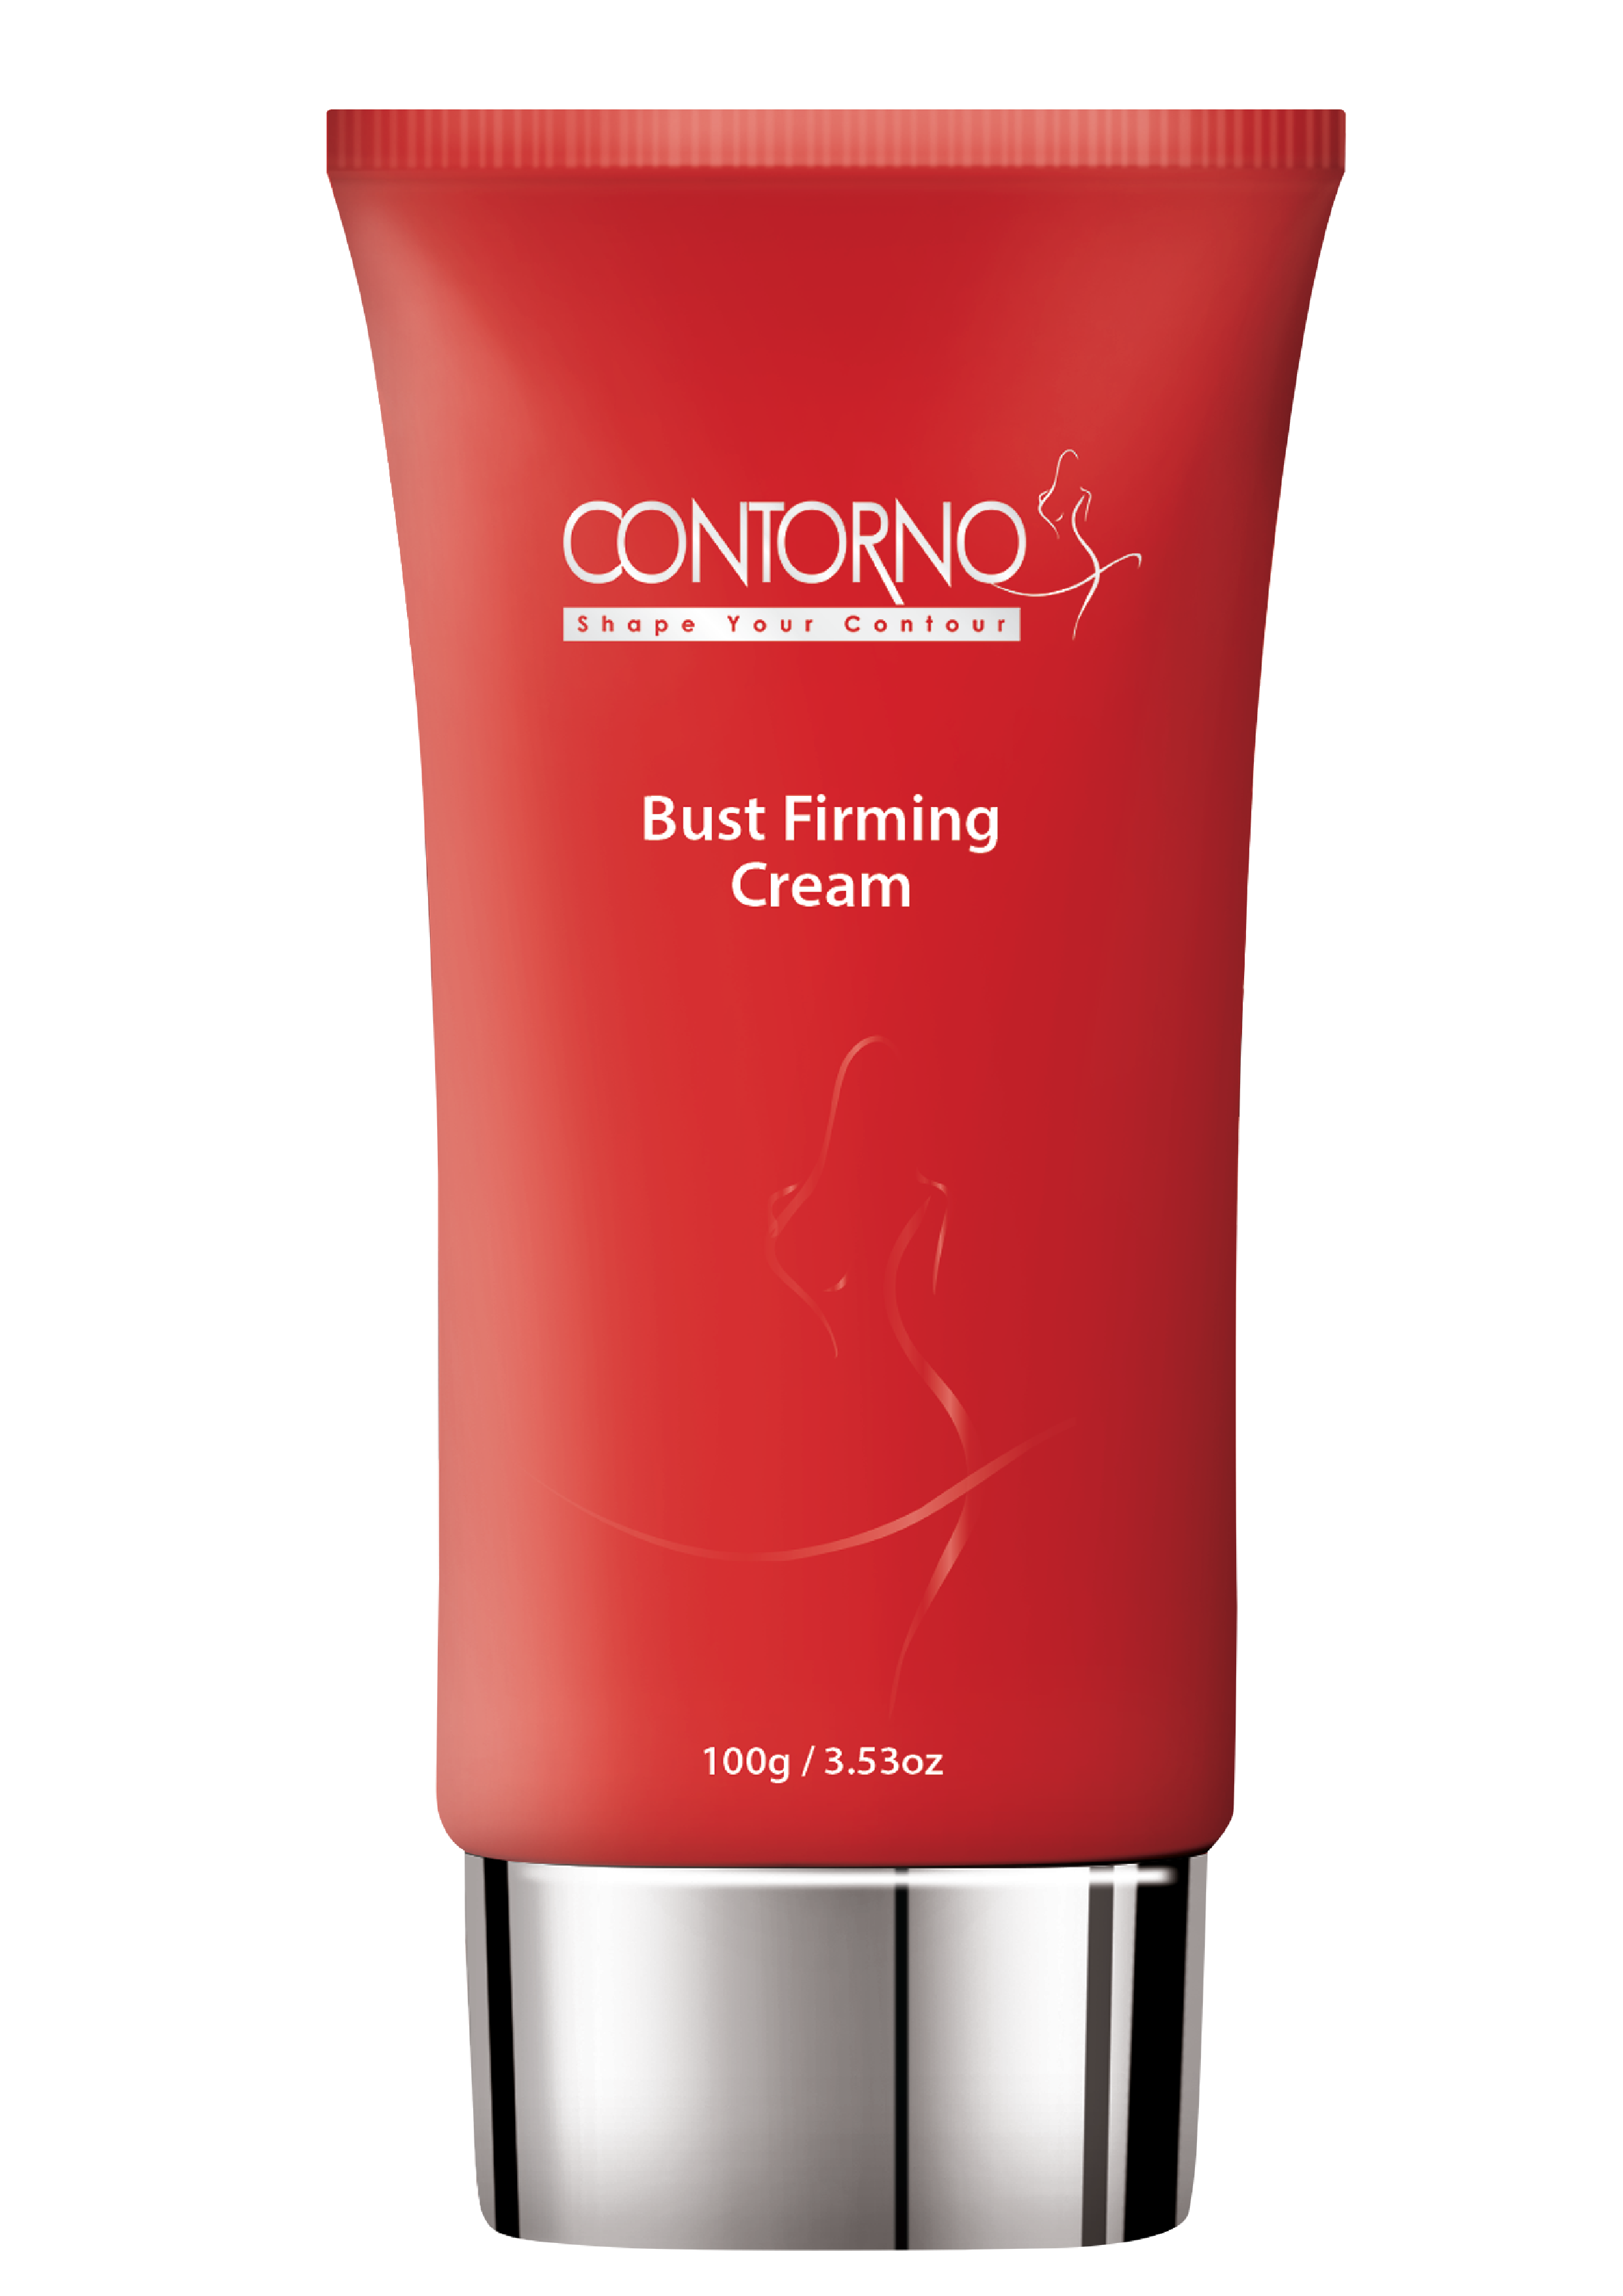 CONTORNO
Shape Your Contour
Bust Firming
Cream
100g / 3.53oz